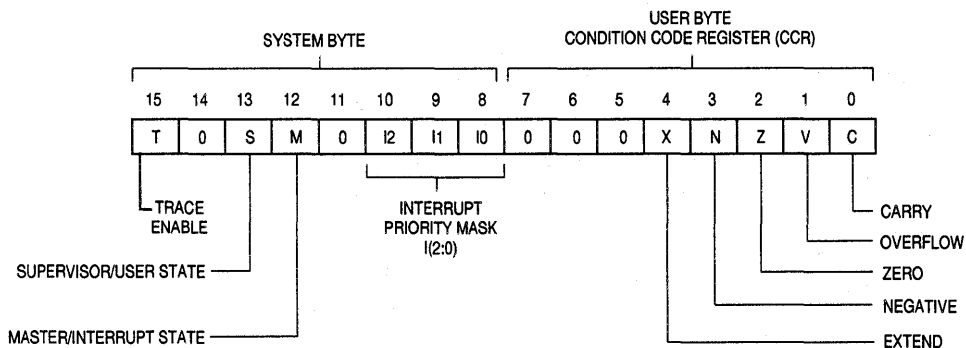 SYSTEM BYTE
USER BYTE
CONDITION CODE REGISTER (CCR)
15 14 13 12 11 10 9 8 7 6 5 4 3 2 1 0
T 0 S M 0 I2 I1 I0 0 0 0 X N Z V C
TRACE
ENABLE
INTERRUPT
PRIORITY MASK
I(2:0)
CARRY
OVERFLOW
SUPERVISOR/USER STATE
ZERO
NEGATIVE
MASTER/INTERRUPT STATE
EXTEND